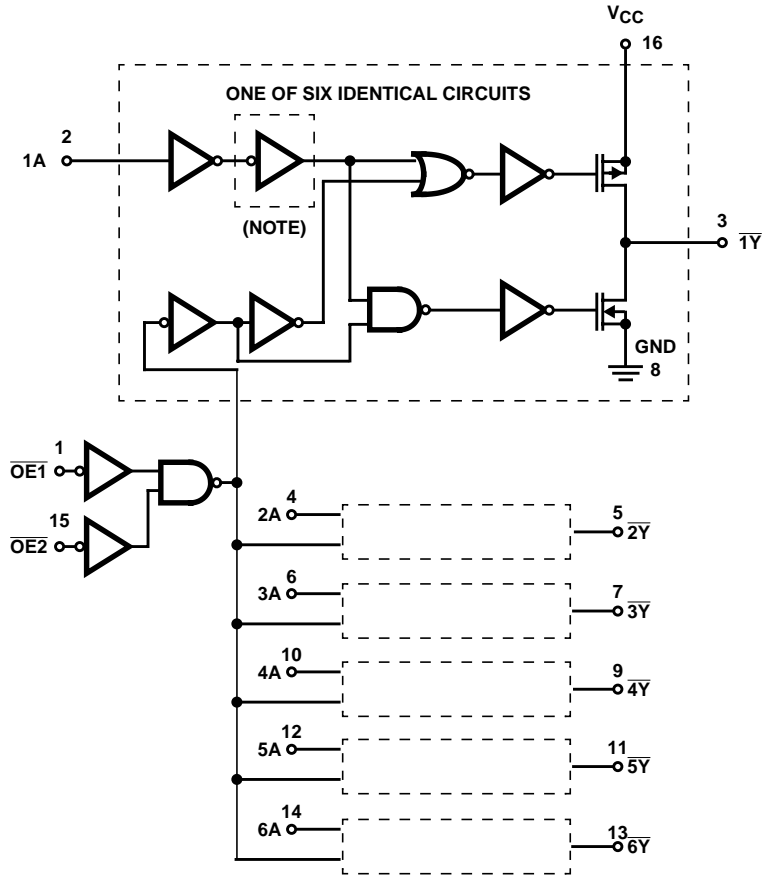 VCC
16
ONE OF SIX IDENTICAL CIRCUITS
2
1A
(NOTE)
3
1Y
GND
8
1
OE1
15
OE2
4
2A
5
2Y
6
3A
7
3Y
10
4A
9
4Y
12
5A
11
5Y
14
6A
13
6Y